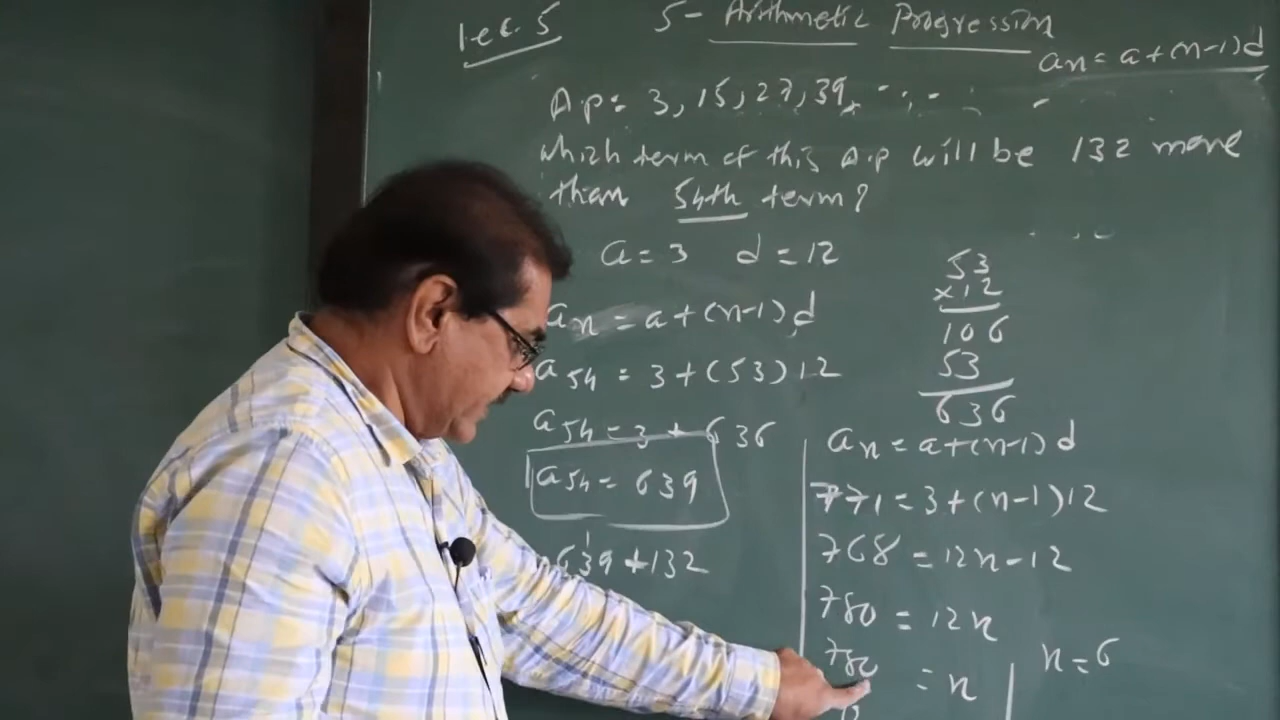 Lec. 5 5- Arithmetic Progression
an = a+(n-1)d
A.p: 3, 15, 27, 39, . . . .
Which term of this A.p will be 132 more
than 54th term?
a = 3 d = 12
an = a+(n-1)d
a54 = 3+(53)12
a54 = 3 + 636
a54 = 639
639+132
53
×12
106
53
636
an = a+(n-1)d
771 = 3+(n-1)12
768 = 12n-12
780 = 12n
780 = n
12
n = 6